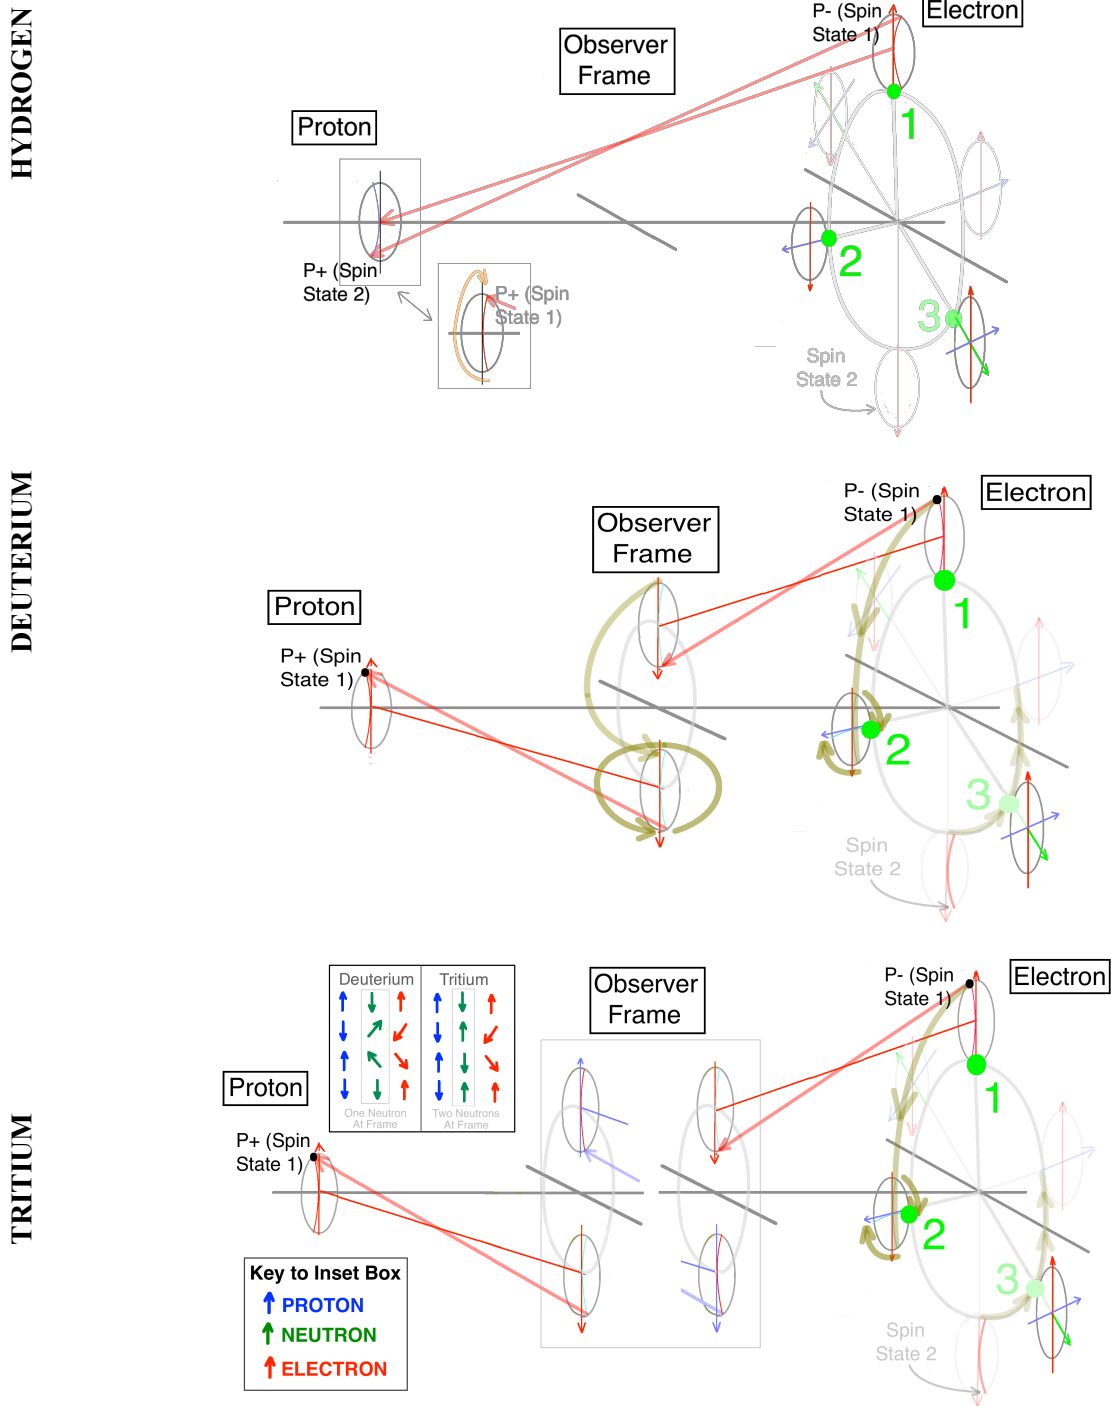 HYDROGEN
P- (Spin
State 1)
Electron
Observer
Frame
Proton
1
2
3
P+ (Spin
State 2)
P+ (Spin
State 1)
Spin
State 2
DEUTERIUM
P- (Spin
State 1)
Electron
Observer
Frame
Proton
P+ (Spin
State 1)
1
2
3
Spin
State 2
TRITIUM
Deuterium
Tritium
One Neutron
At Frame
Two Neutrons
At Frame
Observer
Frame
P- (Spin
State 1)
Electron
Proton
P+ (Spin
State 1)
1
2
3
Spin
State 2
Key to Inset Box
PROTON
NEUTRON
ELECTRON